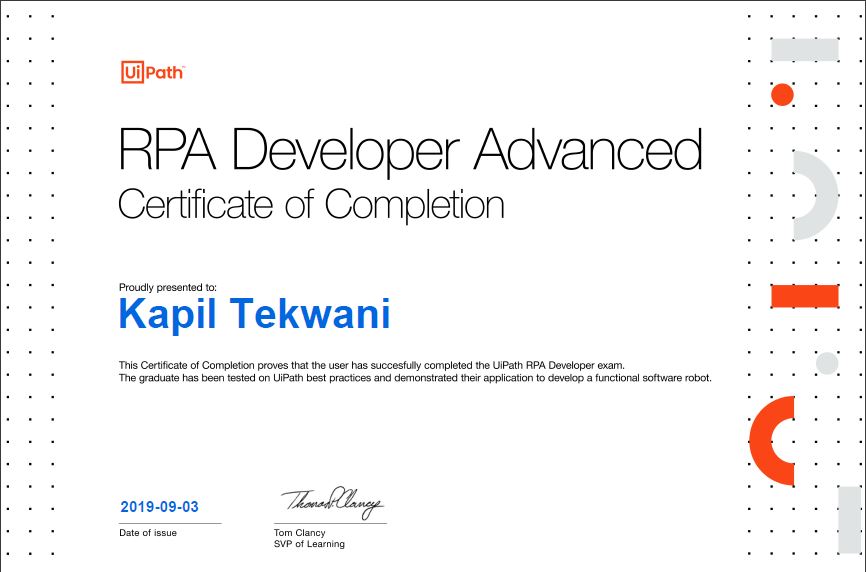 UiPath™
RPA Developer Advanced
Certificate of Completion
Proudly presented to:
Kapil Tekwani
This Certificate of Completion proves that the user has succesfully completed the UiPath RPA Developer exam.
The graduate has been tested on UiPath best practices and demonstrated their application to develop a functional software robot.
2019-09-03
Date of issue
Thomas P. Clancy
Tom Clancy
SVP of Learning